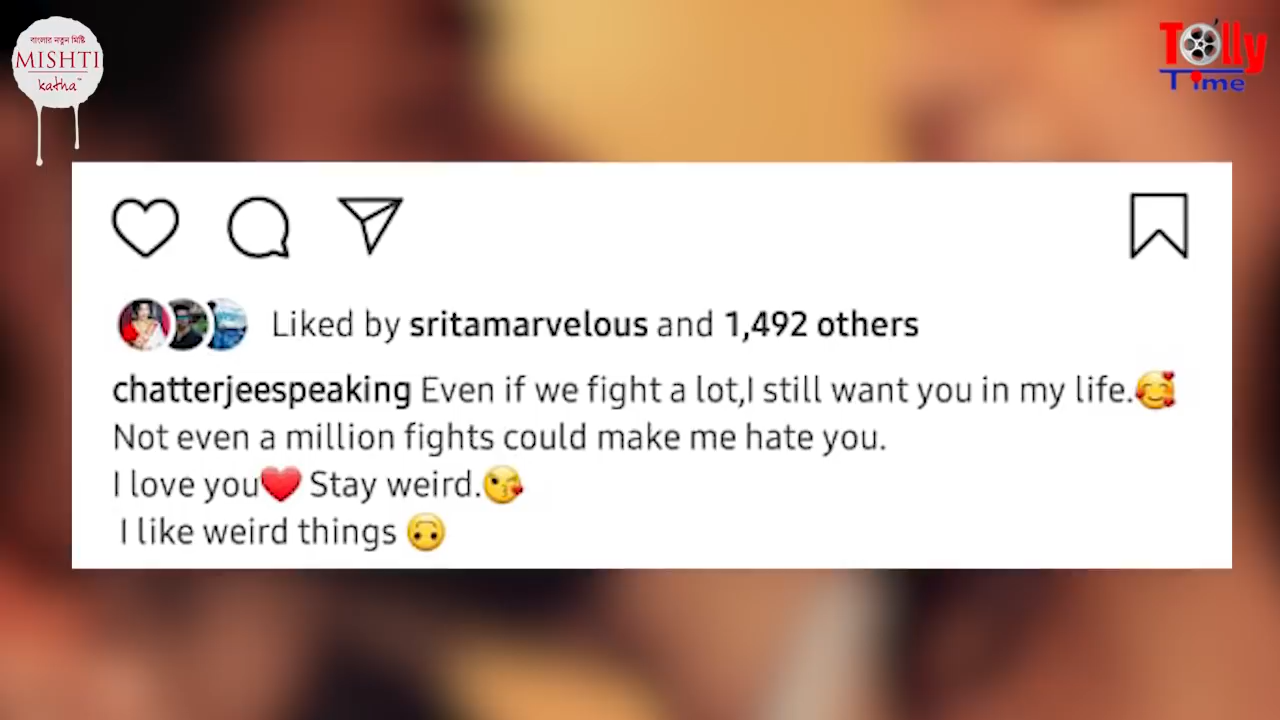 বাংলার নতুন মিষ্টি
MISHTI
katha™
Tolly
Time
Liked by sritamarvelous and 1,492 others
chatterjeespeaking Even if we fight a lot,I still want you in my life.🥰
Not even a million fights could make me hate you.
I love you❤️ Stay weird.😘
I like weird things 🙃